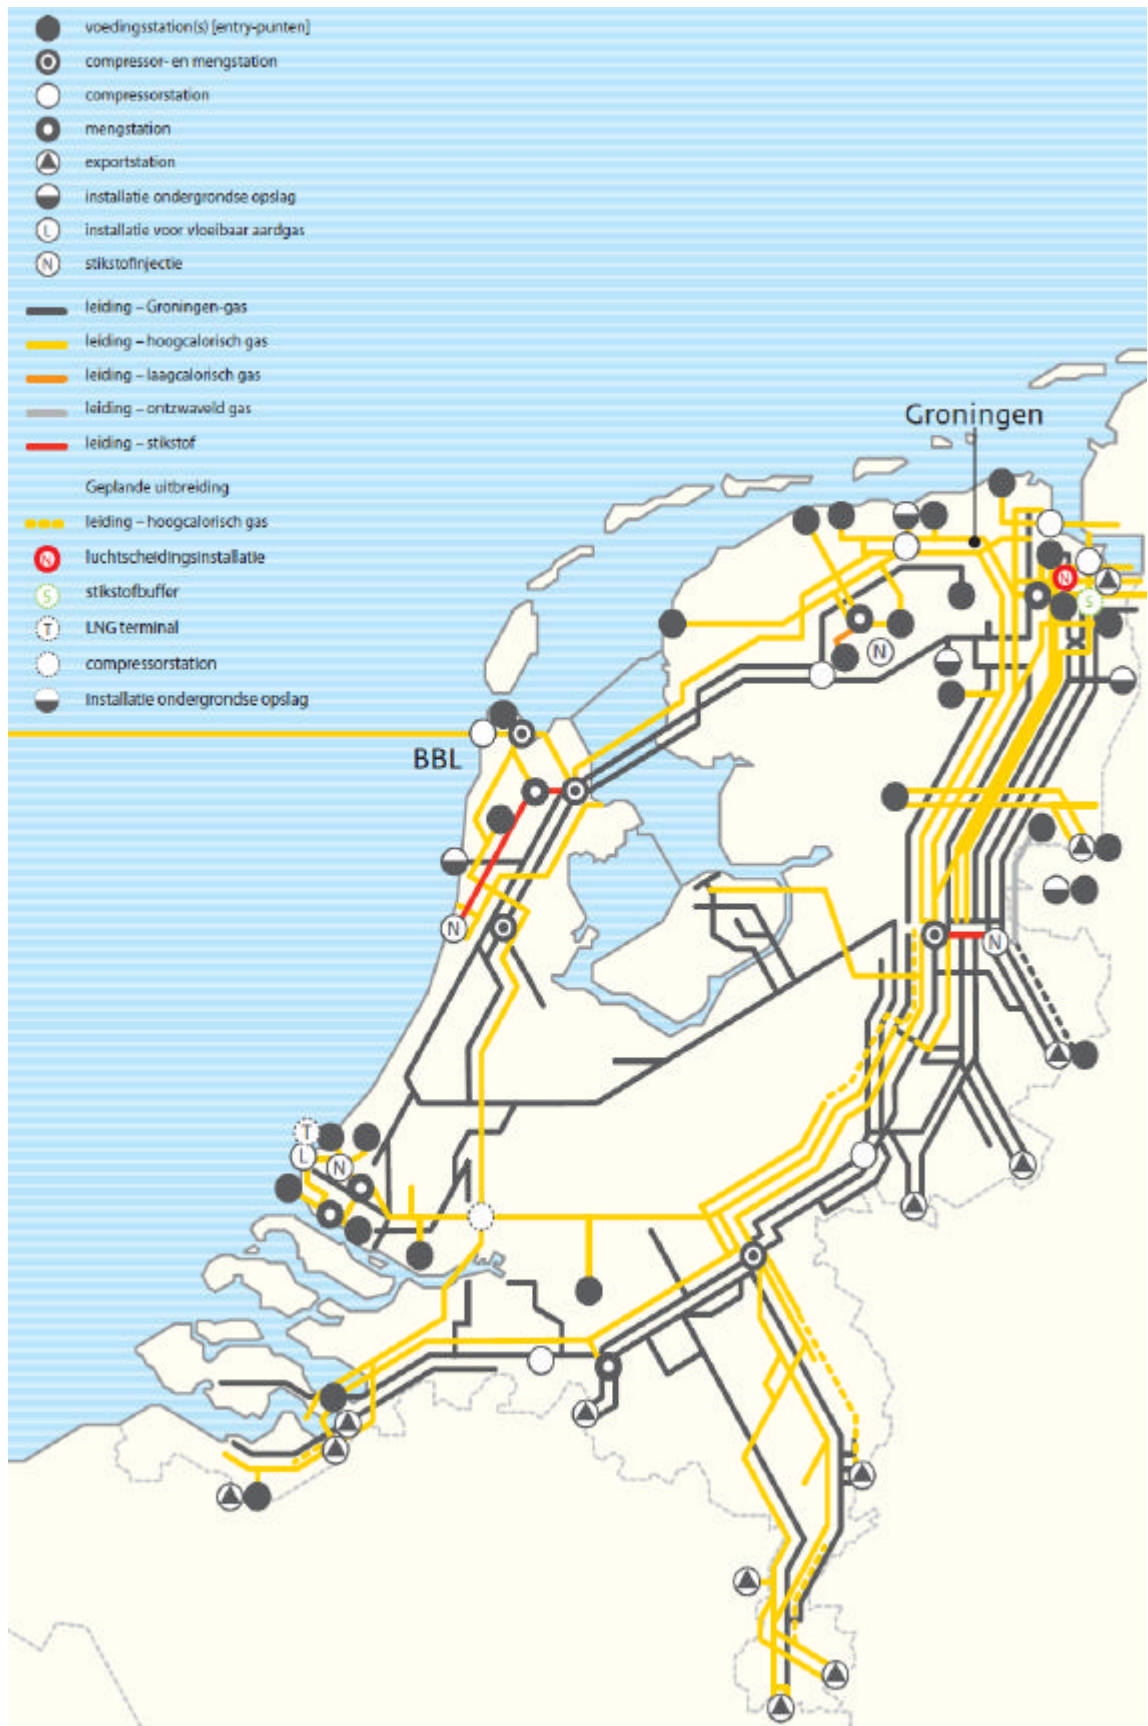 voedingsstation(s) [entry-punten]
compressor- en mengstation
compressorstation
mengstation
exportstation
installatie ondergrondse opslag
L installatie voor vloeibaar aardgas
N stikstofinjectie
leiding – Groningen-gas
leiding – hoogcalorisch gas
leiding – laagcalorisch gas
leiding – ontzwaveld gas
leiding – stikstof
Geplande uitbreiding
leiding – hoogcalorisch gas
N luchtscheidingsinstallatie
S stikstofbuffer
T LNG terminal
compressorstation
installatie ondergrondse opslag
Groningen
N
S
N
BBL
N
N
T
L
N